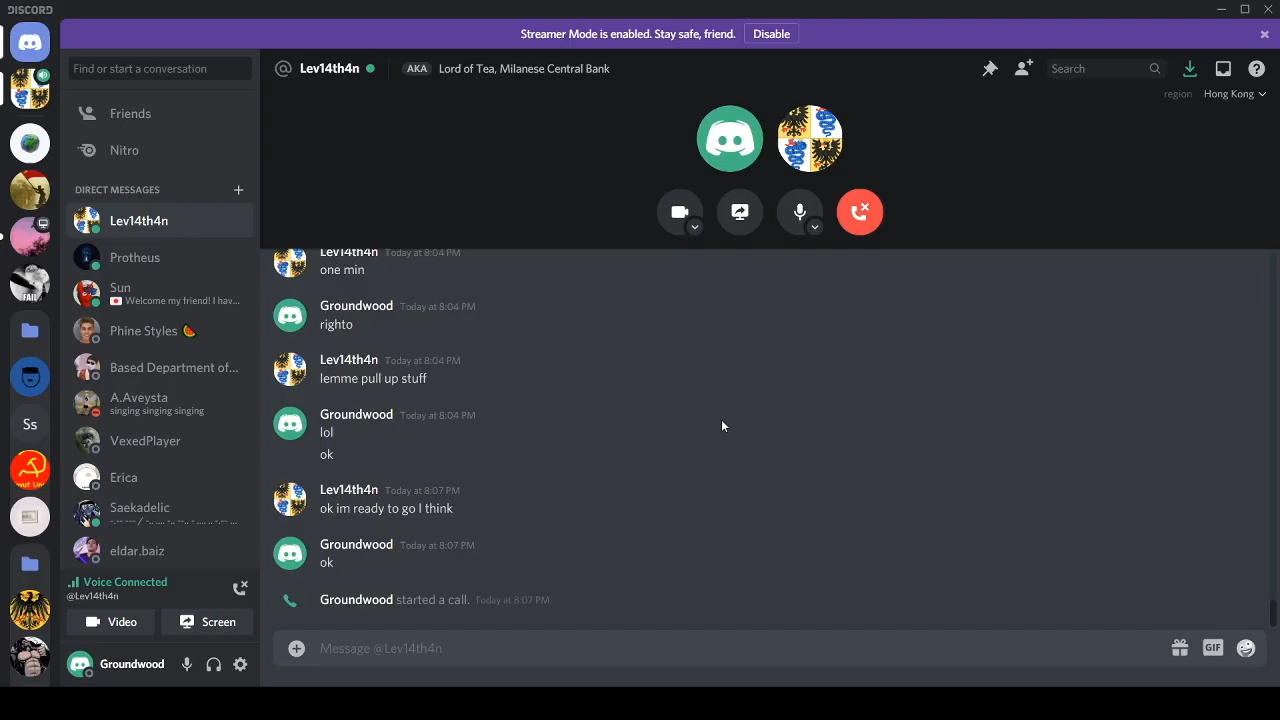 DISCORD
Streamer Mode is enabled. Stay safe, friend. Disable
Find or start a conversation
Friends
Nitro
DIRECT MESSAGES
Lev14th4n
Protheus
Sun
Welcome my friend! I hav...
Phine Styles 🍉
Based Department of...
A.Aveysta
singing singing singing
VexedPlayer
Erica
Saekadelic
eldar.baiz
Voice Connected
@Lev14th4n
Video
Screen
Groundwood
FAIL
Ss
@ Lev14th4n AKA Lord of Tea, Milanese Central Bank
Search
region Hong Kong
Lev14th4n Today at 8:04 PM
one min
Groundwood Today at 8:04 PM
righto
Lev14th4n Today at 8:04 PM
lemme pull up stuff
Groundwood Today at 8:04 PM
lol
ok
Lev14th4n Today at 8:07 PM
ok im ready to go I think
Groundwood Today at 8:07 PM
ok
Groundwood started a call. Today at 8:07 PM
Message @Lev14th4n
GIF